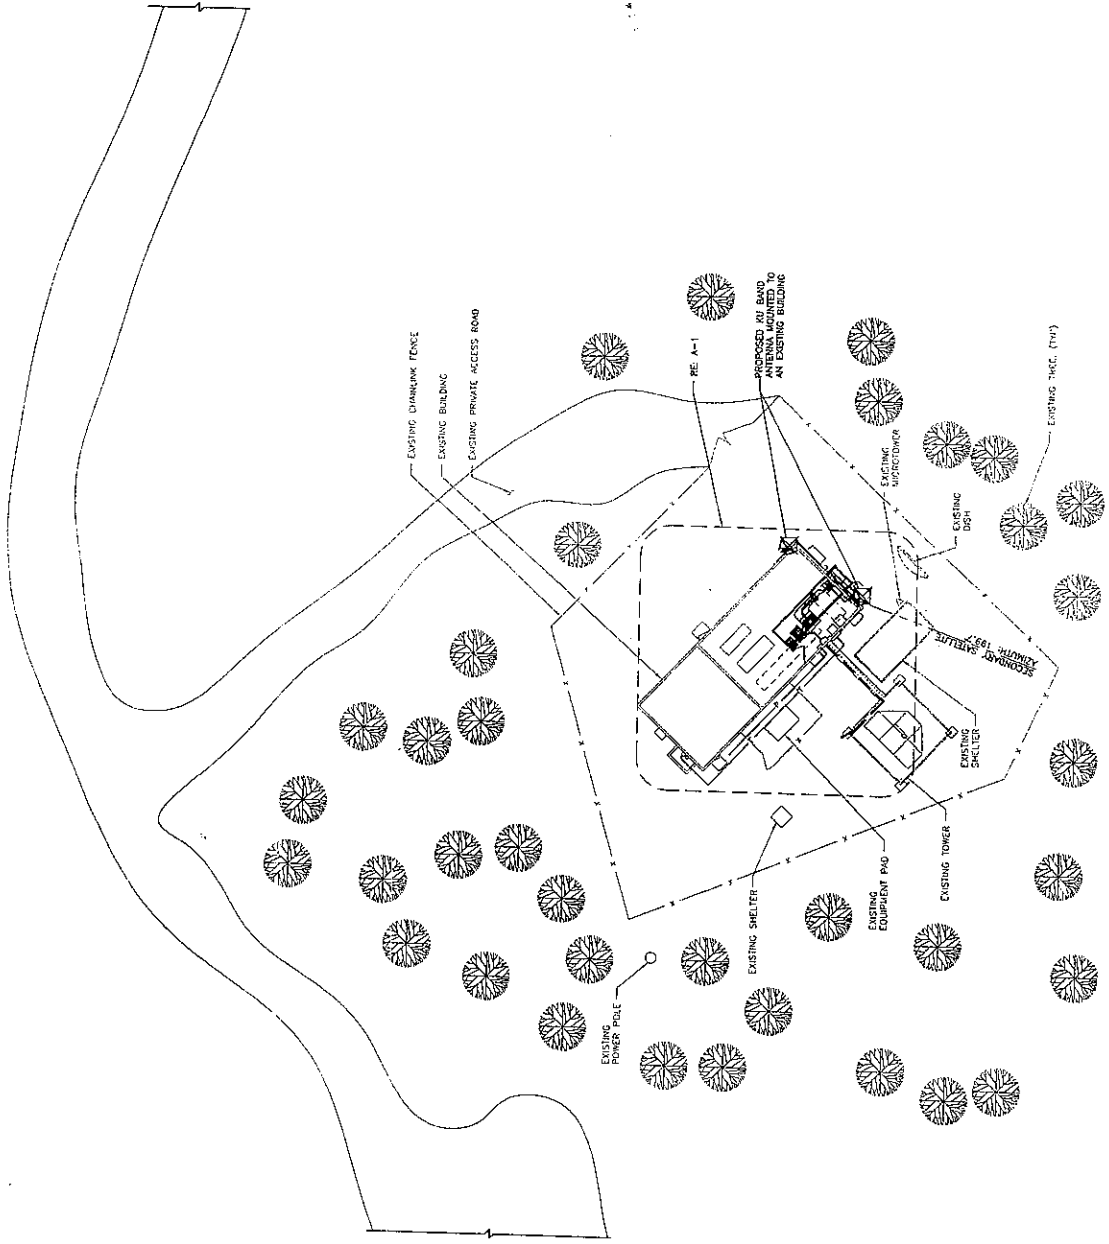 EXISTING CHAINLINK FENCE
EXISTING BUILDING
EXISTING PRIVATE ACCESS ROAD
RE: A-1
PROPOSED KU BAND
ANTENNA MOUNTED TO
AN EXISTING BUILDING
EXISTING
MICROTOWER
EXISTING
DISH
EXISTING TREE, (TYP)
SECONDARY SATELLITE
AZIMUTH: 193.7°
EXISTING
SHELTER
EXISTING TOWER
EXISTING
EQUIPMENT PAD
EXISTING SHELTER
EXISTING
POWER POLE